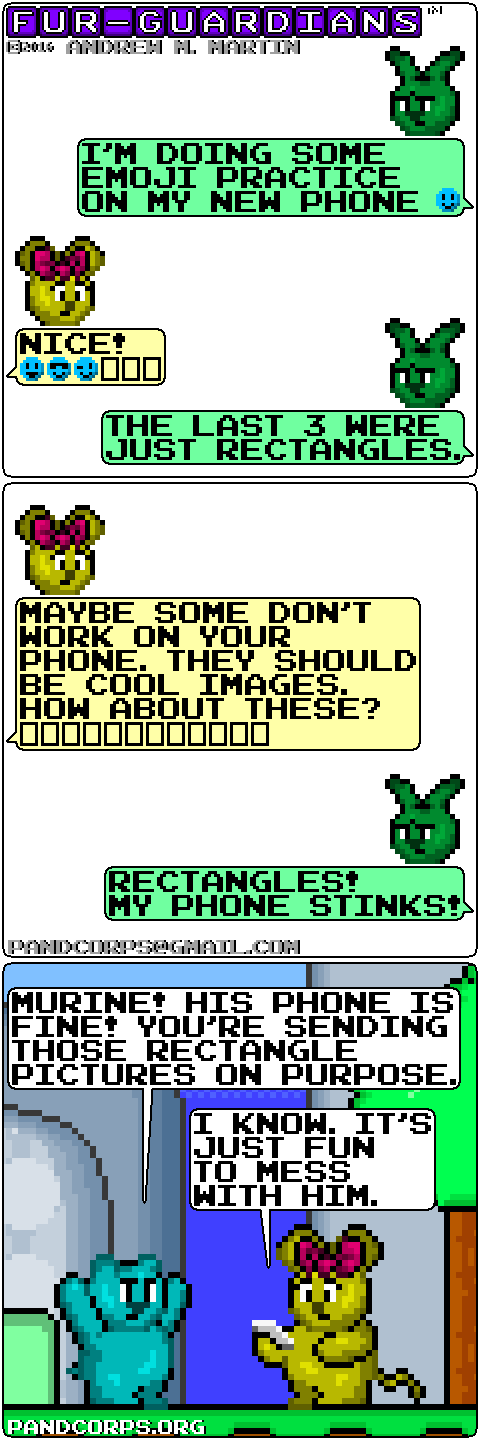 FUR-GUARDIANS
©2016 ANDREW M. MARTIN
I'M DOING SOME
EMOJI PRACTICE
ON MY NEW PHONE
NICE!
THE LAST 3 WERE
JUST RECTANGLES.
MAYBE SOME DON'T
WORK ON YOUR
PHONE. THEY SHOULD
BE COOL IMAGES.
HOW ABOUT THESE?
RECTANGLES!
MY PHONE STINKS!
PANDCORPS@GMAIL.COM
MURINE! HIS PHONE IS
FINE! YOU'RE SENDING
THOSE RECTANGLE
PICTURES ON PURPOSE.
I KNOW. IT'S
JUST FUN
TO MESS
WITH HIM.
PANDCORPS.ORG